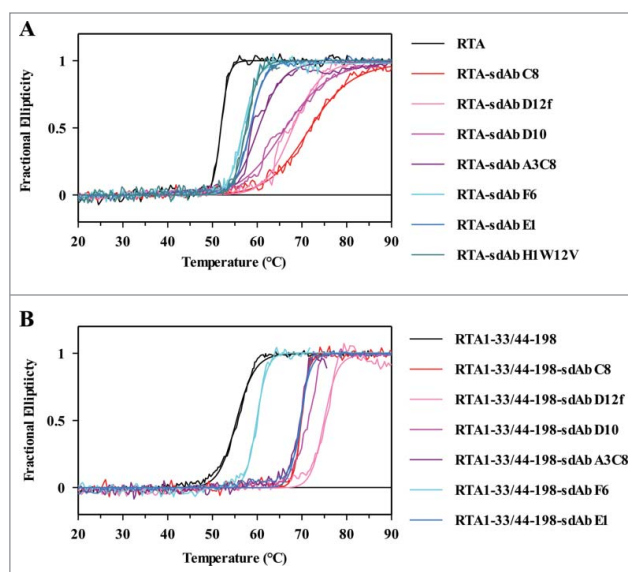 A
Fractional Ellipticity
1
0.5
0
20 30 40 50 60 70 80 90
Temperature (°C)
RTA
RTA-sdAb C8
RTA-sdAb D12f
RTA-sdAb D10
RTA-sdAb A3C8
RTA-sdAb F6
RTA-sdAb E1
RTA-sdAb H1W12V
B
Fractional Elliptiicty
1
0.5
0
20 30 40 50 60 70 80 90
Temperature (°C)
RTA1-33/44-198
RTA1-33/44-198-sdAb C8
RTA1-33/44-198-sdAb D12f
RTA1-33/44-198-sdAb D10
RTA1-33/44-198-sdAb A3C8
RTA1-33/44-198-sdAb F6
RTA1-33/44-198-sdAb E1